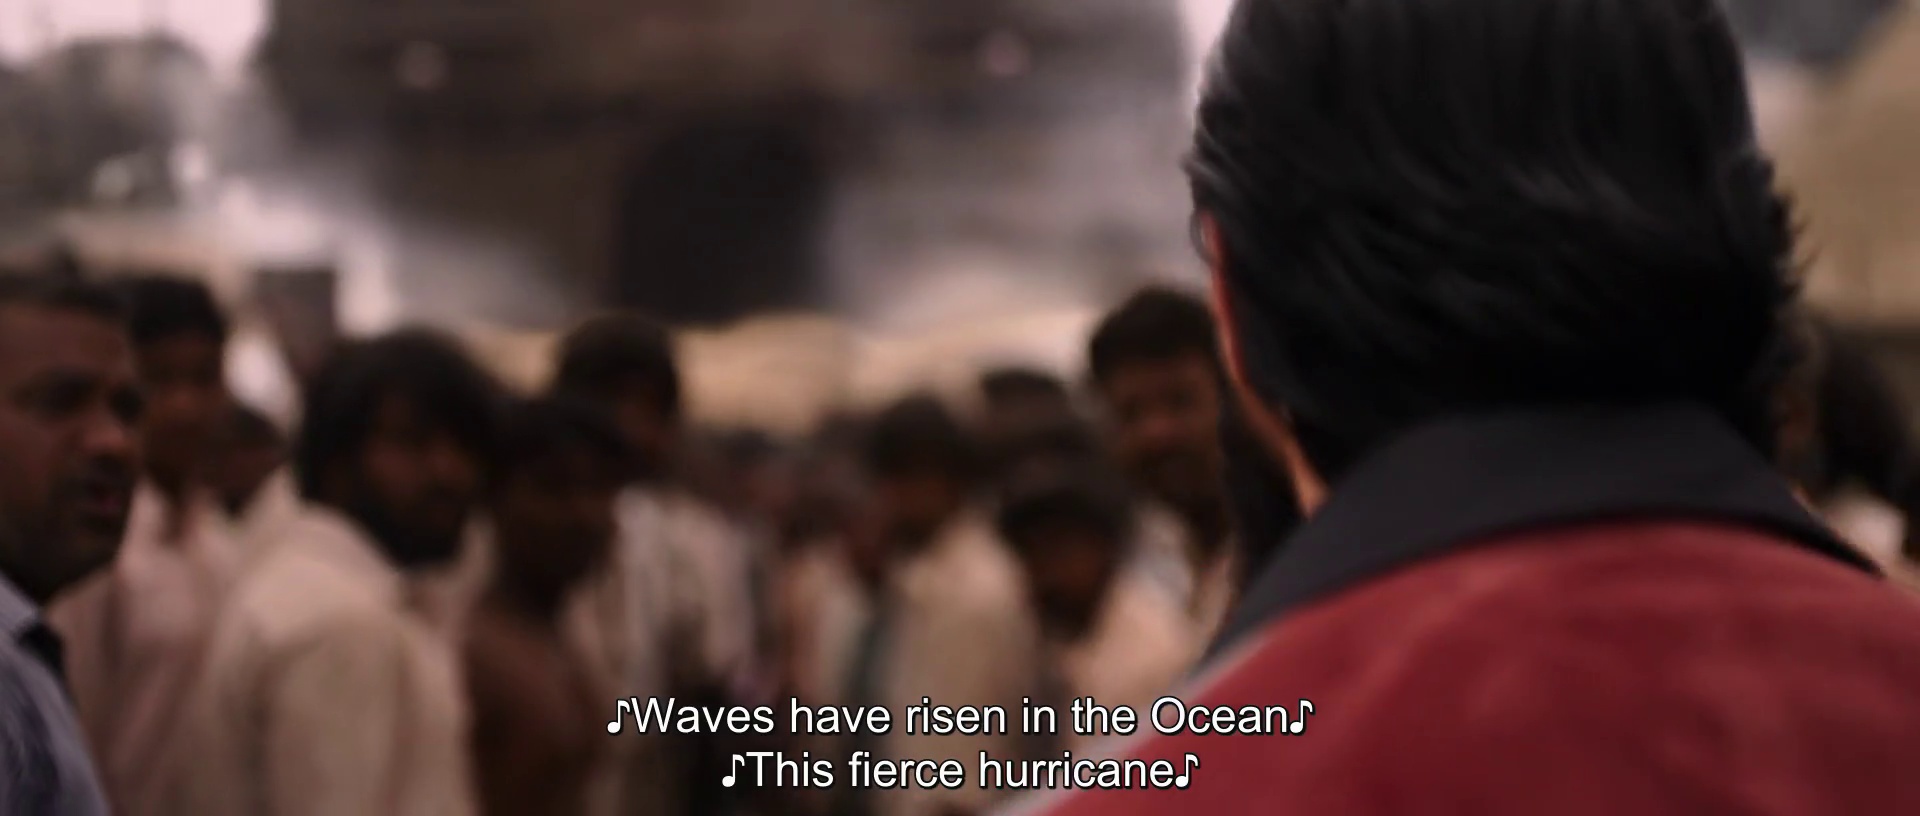 ♪Waves have risen in the Ocean♪
♪This fierce hurricane♪